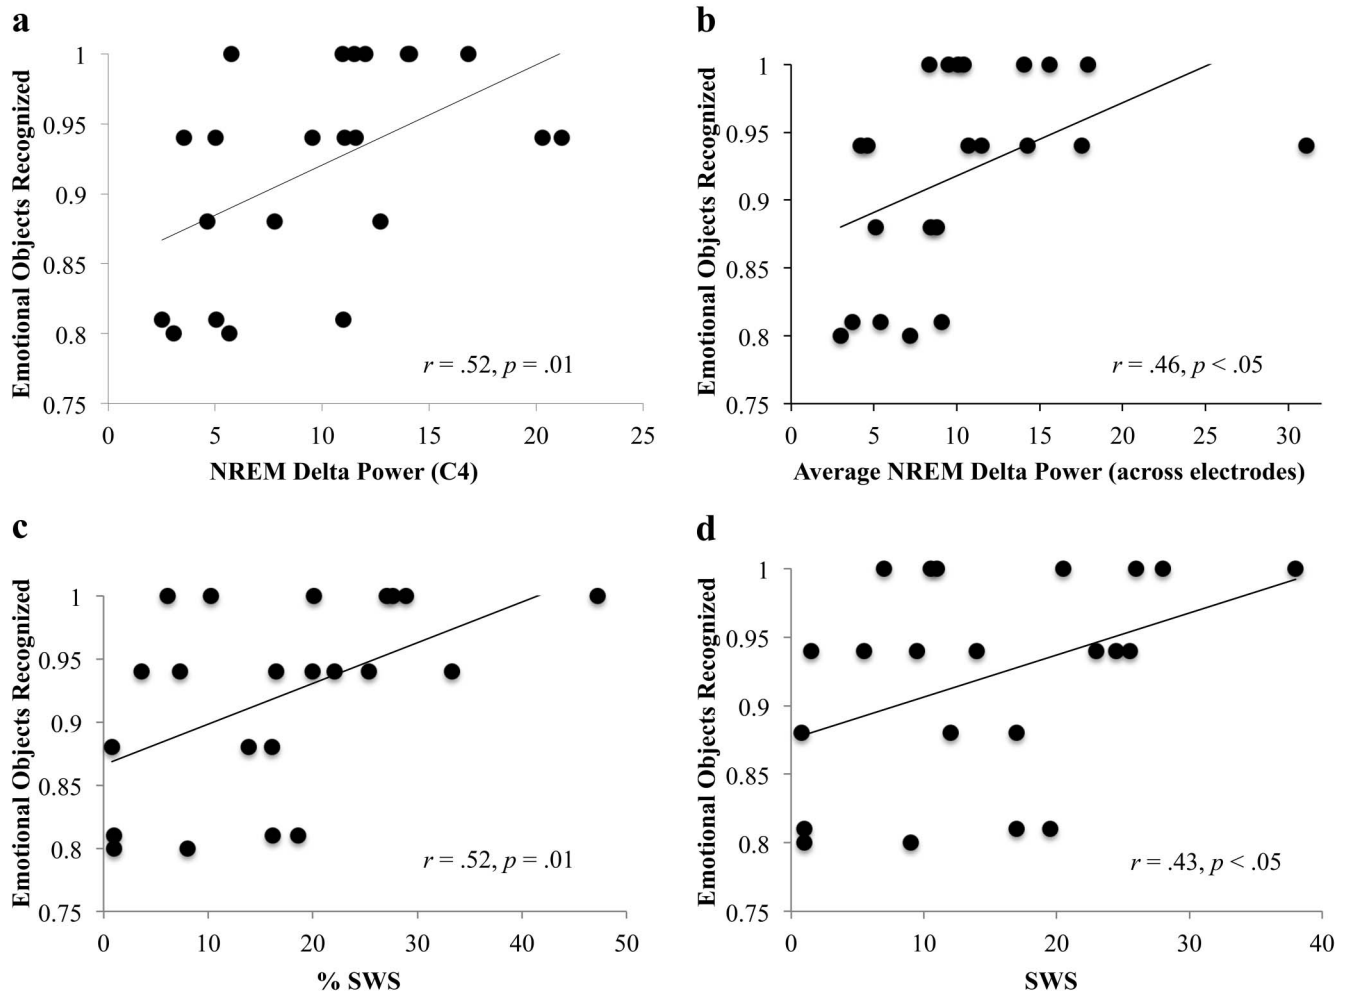 a
Emotional Objects Recognized
1
0.95
0.9
0.85
0.8
0.75
0 5 10 15 20 25
r = .52, p = .01
NREM Delta Power (C4)
b
Emotional Objects Recognized
1
0.95
0.9
0.85
0.8
0.75
0 5 10 15 20 25 30
r = .46, p < .05
Average NREM Delta Power (across electrodes)
c
Emotional Objects Recognized
1
0.95
0.9
0.85
0.8
0.75
0 10 20 30 40 50
r = .52, p = .01
% SWS
d
Emotional Objects Recognized
1
0.95
0.9
0.85
0.8
0.75
0 10 20 30 40
r = .43, p < .05
SWS